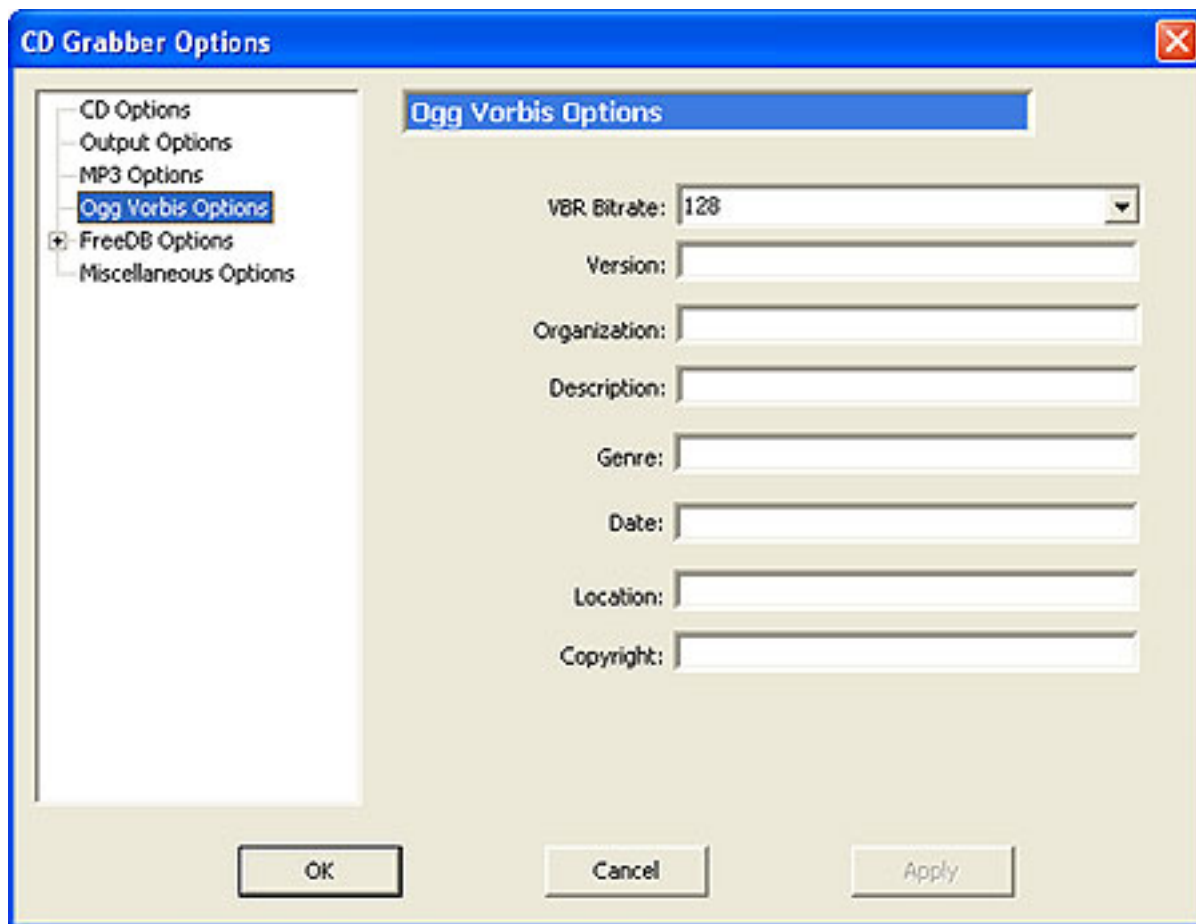 CD Grabber Options
CD Options
Output Options
MP3 Options
Ogg Vorbis Options
FreeDB Options
Miscellaneous Options
Ogg Vorbis Options
VBR Bitrate: 128
Version:
Organization:
Description:
Genre:
Date:
Location:
Copyright:
OK
Cancel
Apply